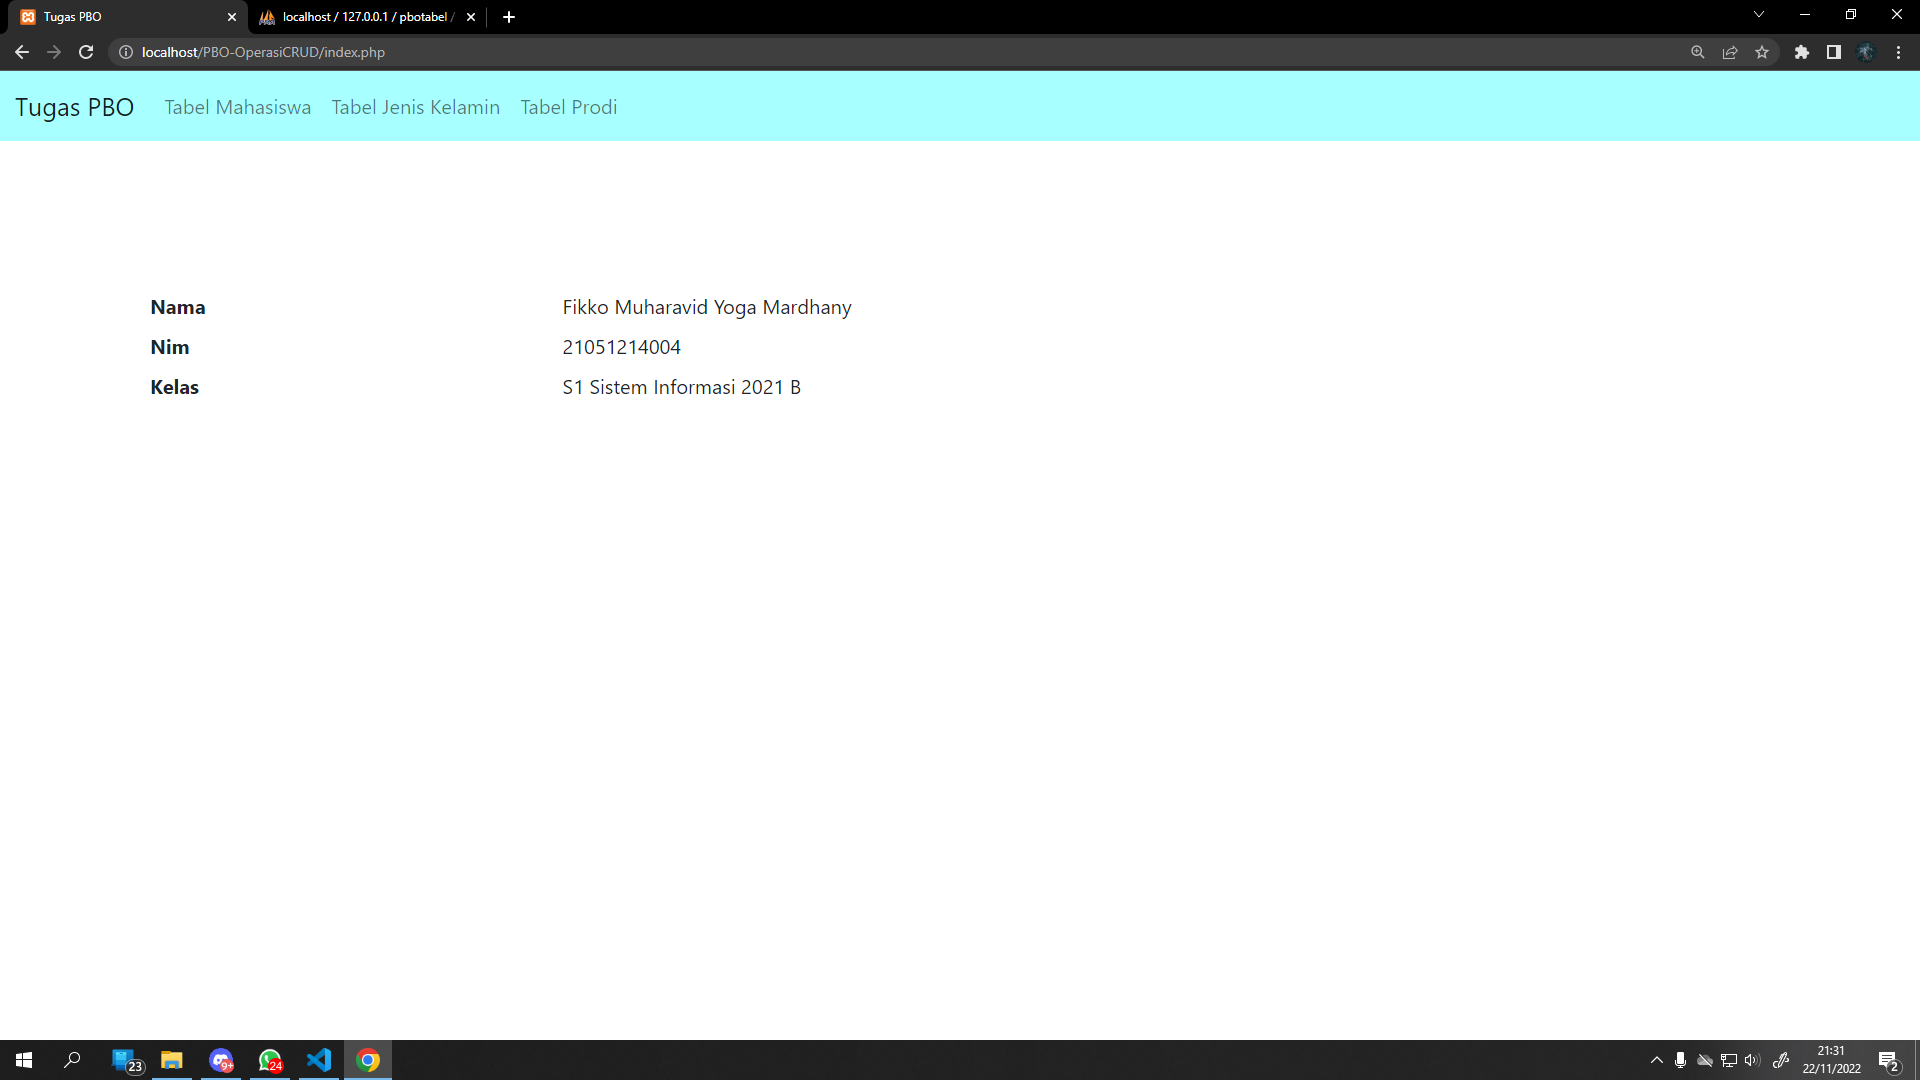 Tugas PBO
localhost / 127.0.0.1 / pbotabel /
localhost/PBO-OperasiCRUD/index.php
Tugas PBO Tabel Mahasiswa Tabel Jenis Kelamin Tabel Prodi
Nama Fikko Muharavid Yoga Mardhany
Nim 21051214004
Kelas S1 Sistem Informasi 2021 B
23
9+
24
21:31
22/11/2022
2